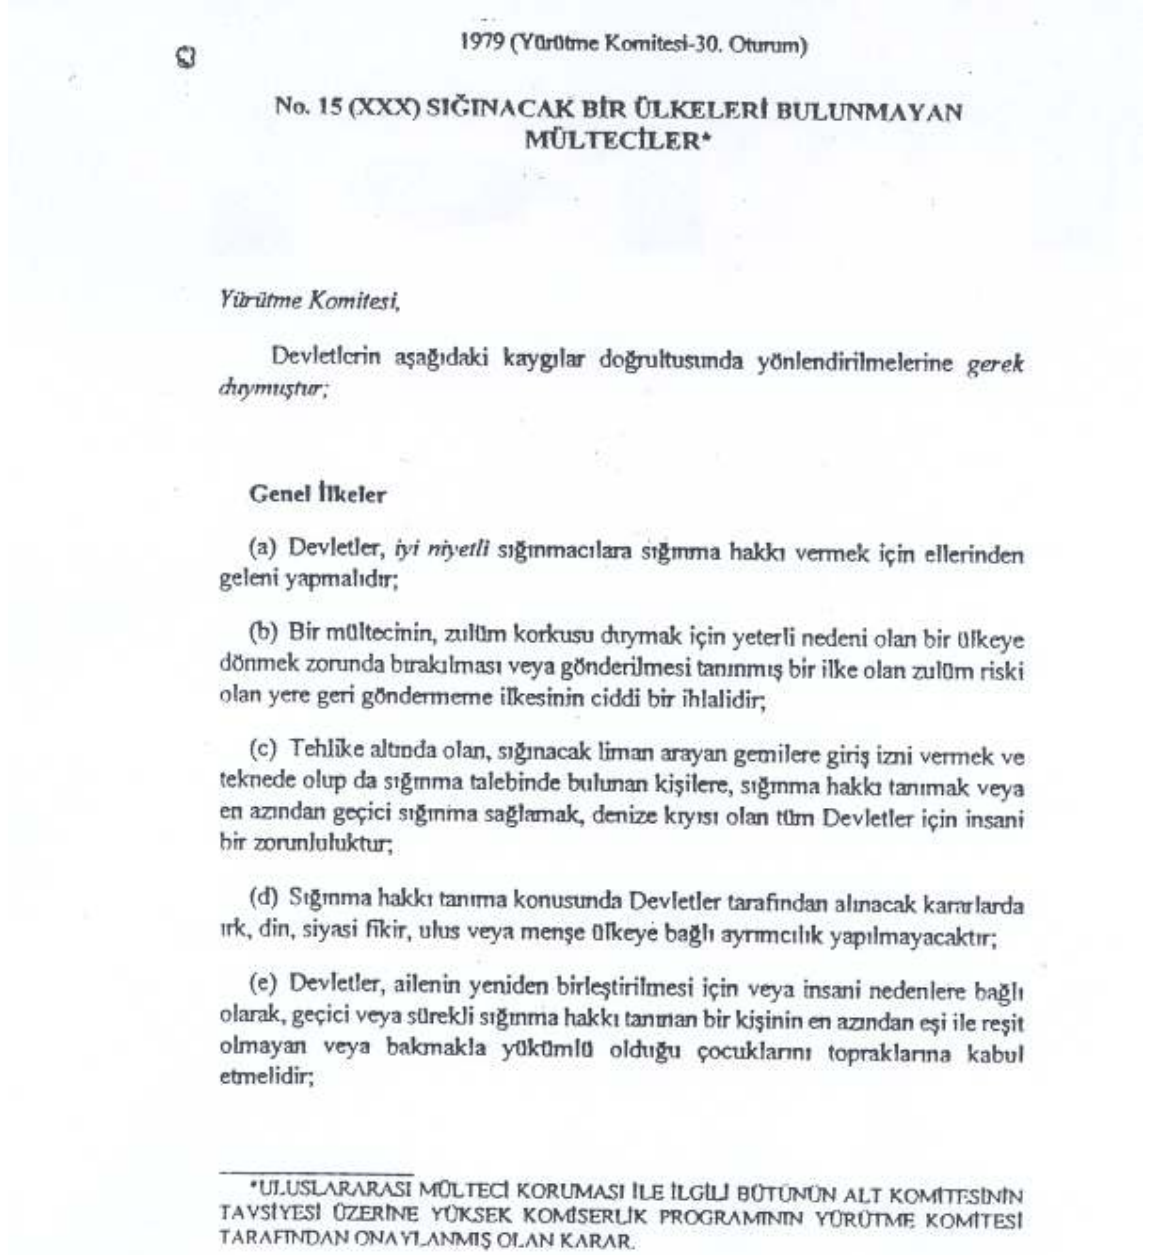 1979 (Yürütme Komitesi-30. Oturum)
No. 15 (XXX) SIĞINACAK BİR ÜLKELERİ BULUNMAYAN
MÜLTECİLER*
Yürütme Komitesi,
Devletlerin aşağıdaki kaygılar doğrultusunda yönlendirilmelerine gerek
duymuştur;
Genel İlkeler
(a) Devletler, iyi niyetli sığınmacılara sığınma hakkı vermek için ellerinden
geleni yapmalıdır;
(b) Bir mültecinin, zulüm korkusu duymak için yeterli nedeni olan bir ülkeye
dönmek zorunda bırakılması veya gönderilmesi tanınmış bir ilke olan zulüm riski
olan yere geri göndermeme ilkesinin ciddi bir ihlalidir;
(c) Tehlike altında olan, sığınacak liman arayan gemilere giriş izni vermek ve
teknede olup da sığınma talebinde bulunan kişilere, sığınma hakkı tanımak veya
en azından geçici sığınma sağlamak, denize kıyısı olan tüm Devletler için insani
bir zorunluluktur;
(d) Sığınma hakkı tanıma konusunda Devletler tarafından alınacak kararlarda
ırk, din, siyasi fikir, ulus veya menşe ülkeye bağlı ayrımcılık yapılmayacaktır;
(e) Devletler, ailenin yeniden birleştirilmesi için veya insani nedenlere bağlı
olarak, geçici veya sürekli sığınma hakkı tanınan bir kişinin en azından eşi ile reşit
olmayan veya bakmakla yükümlü olduğu çocuklarını topraklarına kabul
etmelidir;
*ULUSLARARASI MÜLTECİ KORUMASI İLE İLGİLİ BÜTÜNÜN ALT KOMİTESİNİN
TAVSİYESİ ÜZERİNE YÜKSEK KOMİSERLİK PROGRAMININ YÜRÜTME KOMİTESİ
TARAFINDAN ONAYLANMIŞ OLAN KARAR.